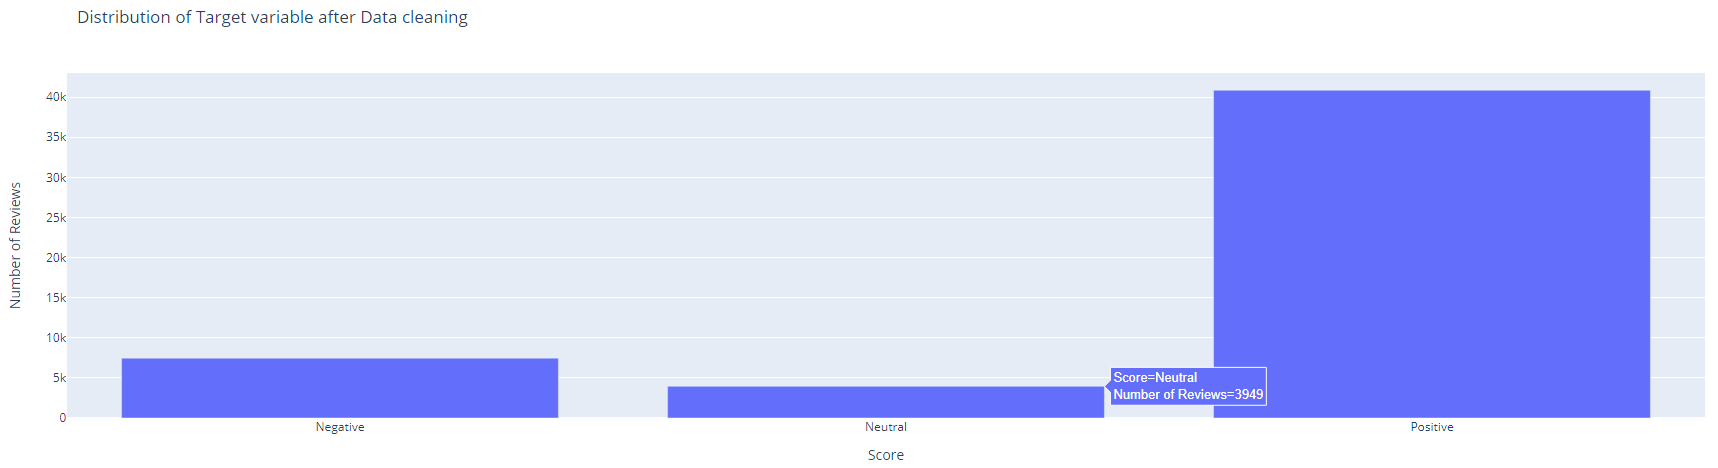 Distribution of Target variable after Data cleaning
Number of Reviews
40k
35k
30k
25k
20k
15k
10k
5k
0
Score=Neutral
Number of Reviews=3949
Negative
Neutral
Positive
Score